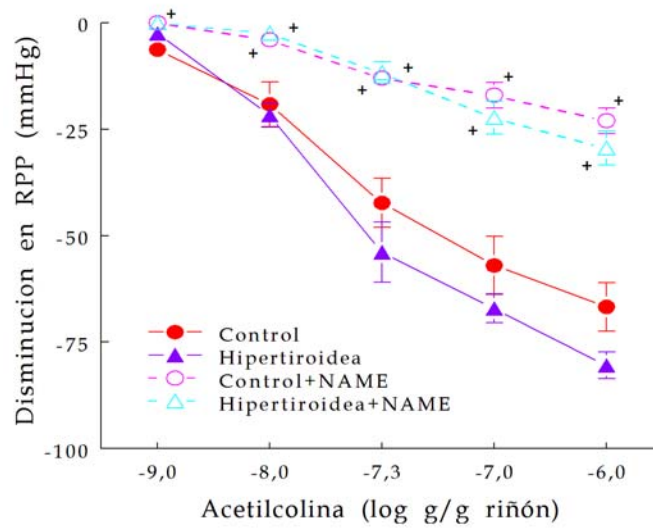 0
-25
-50
-75
-100
Disminucion en RPP (mmHg)
+
+
+
+
+
+
+
+
+
Control
Hipertiroidea
Control+NAME
Hipertiroidea+NAME
-9,0 -8,0 -7,3 -7,0 -6,0
Acetilcolina (log g/g riñón)